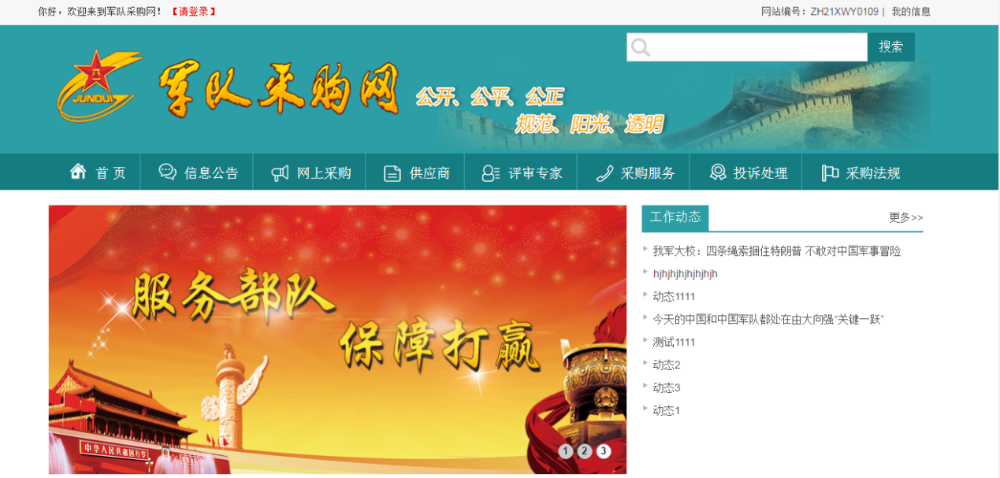 你好，欢迎来到军队采购网！【请登录】
网站编号：ZH21XWY0109 | 我的信息
搜索
八一
JUNDUI
军队采购网
公开、公平、公正
规范、阳光、透明
首 页 信息公告 网上采购 供应商 评审专家 采购服务 投诉处理 采购法规
服务部队
保障打赢
中华人民共和国万岁
1 2 3
工作动态
更多>>
我军大校：四条绳索捆住特朗普 不敢对中国军事冒险
hjhjhjhjhjhjhjh
动态1111
今天的中国和中国军队都处在由大向强“关键一跃”
测试1111
动态2
动态3
动态1